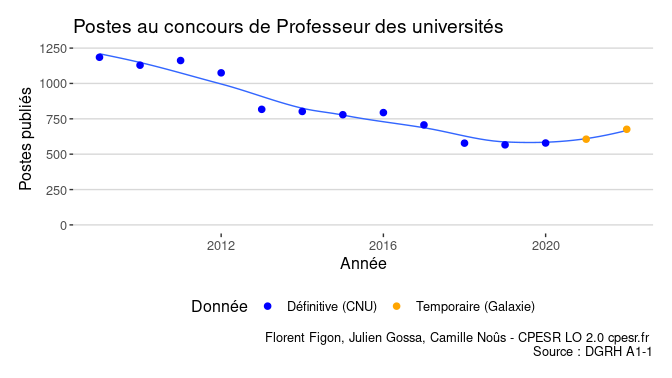 Postes au concours de Professeur des universités
Postes publiés
1250
1000
750
500
250
0
2012 2016 2020
Année
Donnée Définitive (CNU) Temporaire (Galaxie)
Florent Figon, Julien Gossa, Camille Noûs - CPESR LO 2.0 cpesr.fr
Source : DGRH A1-1